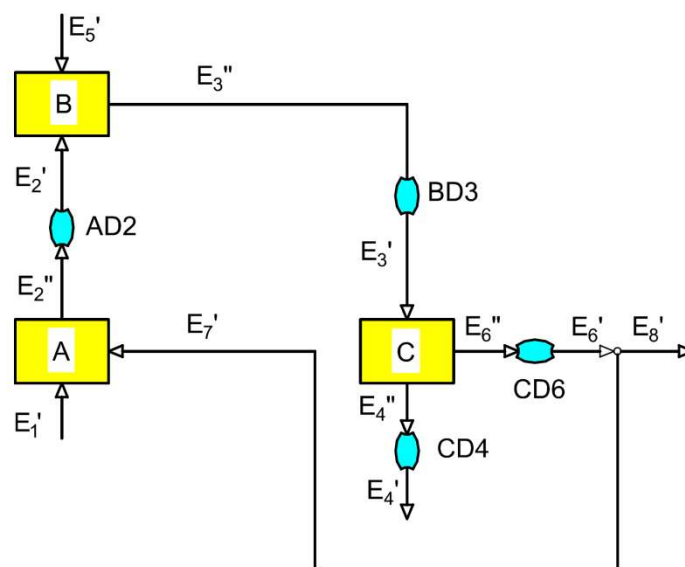 E₅'
B
E₃"
E₂'
AD2
BD3
E₃'
E₂"
E₇'
A
C
E₆"
E₆'
E₈'
CD6
E₁'
E₄"
CD4
E₄'